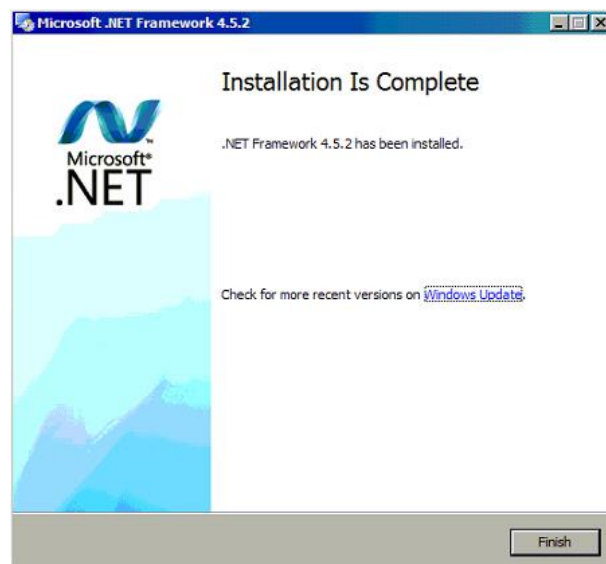 Microsoft .NET Framework 4.5.2
Installation Is Complete
.NET Framework 4.5.2 has been installed.
Microsoft®
.NET
Check for more recent versions on Windows Update.
Finish